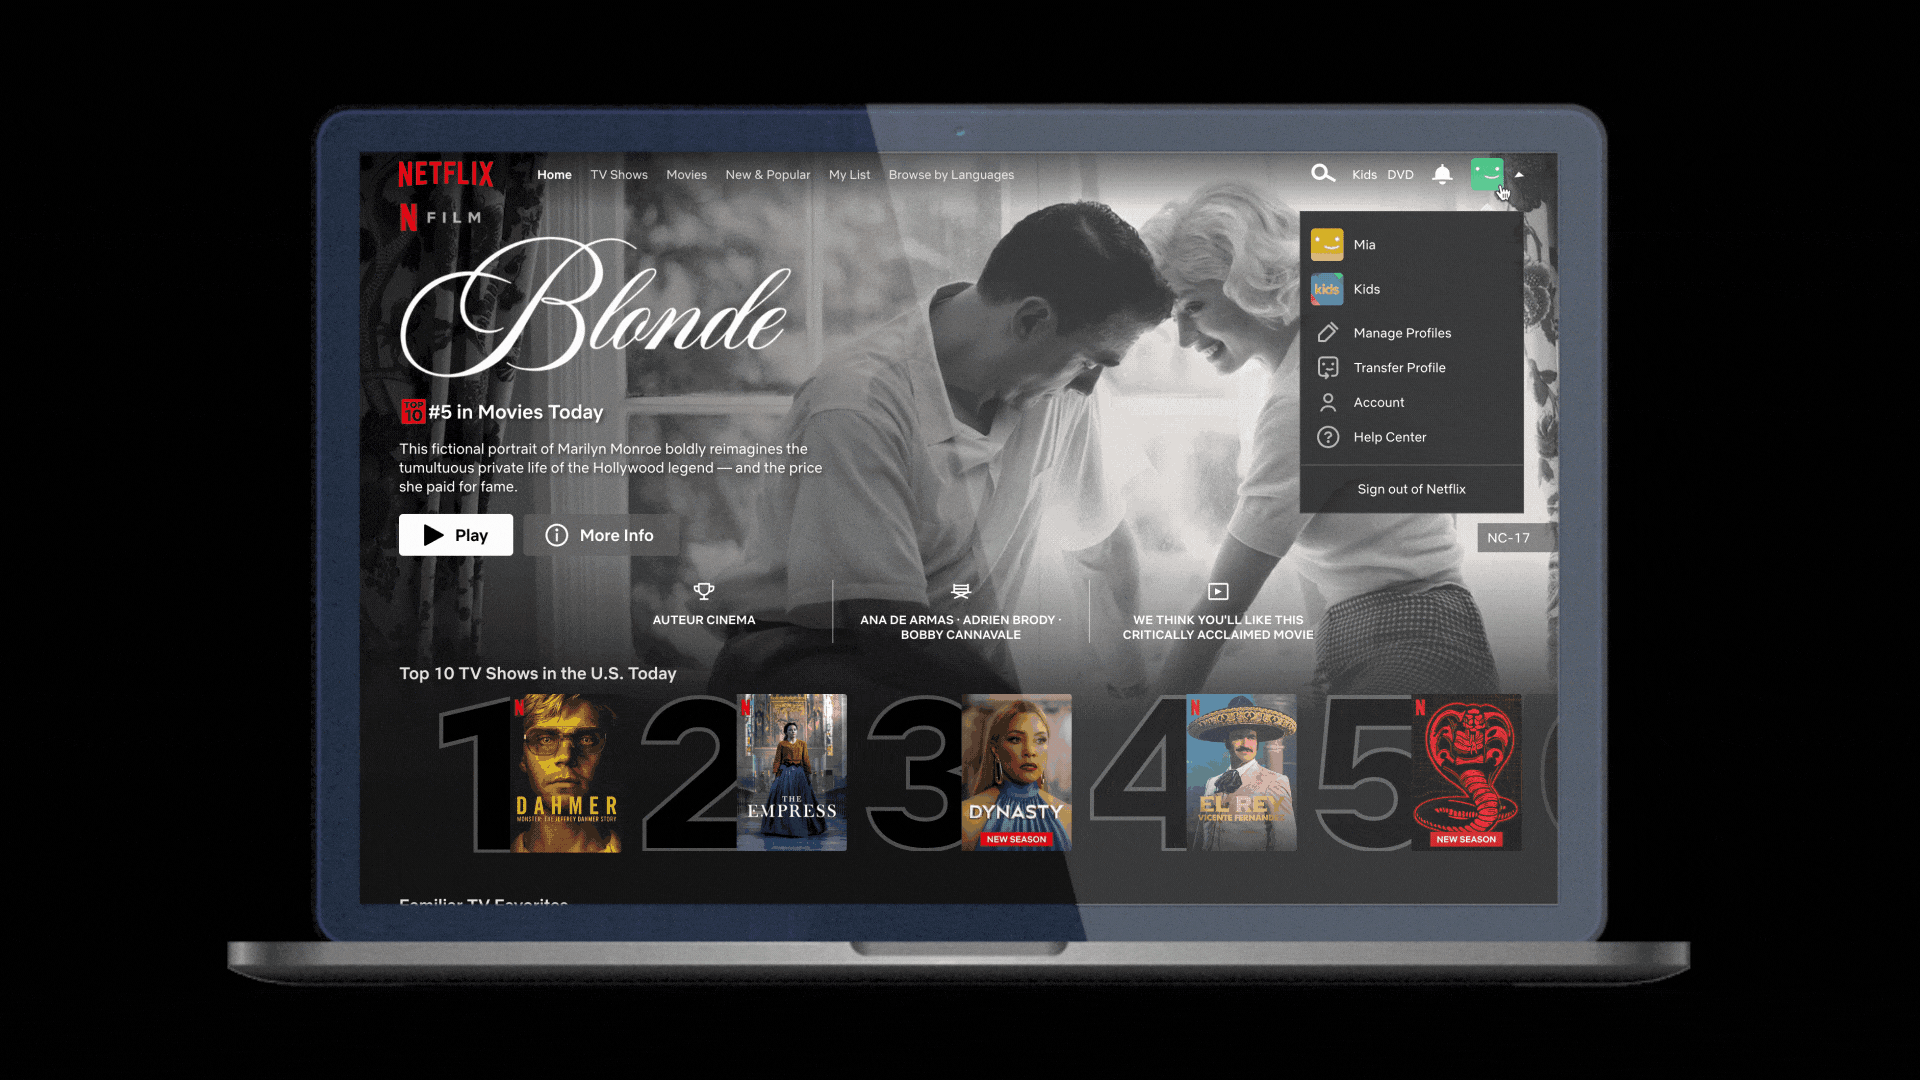 NETFLIX
Home
TV Shows
Movies
New & Popular
My List
Browse by Languages
Kids
DVD
N FILM
Blonde
TOP 10
#5 in Movies Today
This fictional portrait of Marilyn Monroe boldly reimagines the
tumultuous private life of the Hollywood legend — and the price
she paid for fame.
Play
More Info
Mia
kids
Kids
Manage Profiles
Transfer Profile
Account
Help Center
Sign out of Netflix
NC-17
AUTEUR CINEMA
ANA DE ARMAS · ADRIEN BRODY ·
BOBBY CANNAVALE
WE THINK YOU'LL LIKE THIS
CRITICALLY ACCLAIMED MOVIE
Top 10 TV Shows in the U.S. Today
1
N
DAHMER
MONSTER: THE JEFFREY DAHMER STORY
2
N
THE
EMPRESS
3
DYNASTY
NEW SEASON
4
N
EL REY
VICENTE FERNÁND
5
N
NEW SEASON
Familiar TV Favorites